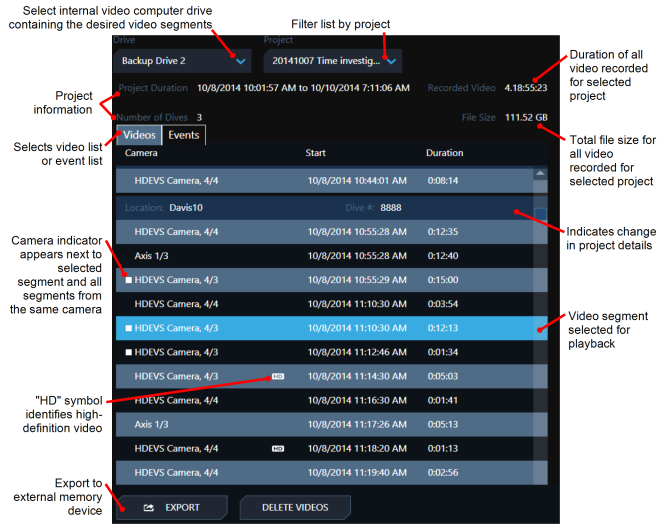 Select internal video computer drive
containing the desired video segments
Filter list by project
Drive
Project
Backup Drive 2
20141007 Time investig...
Duration of all
video recorded
for selected
project
Project Duration 10/8/2014 10:01:57 AM to 10/10/2014 7:11:06 AM
Recorded Video 4.18:55:23
Project
information
Number of Dives 3
File Size 111.52 GB
Total file size for
all video
recorded for
selected project
Videos Events
Selects video list
or event list
Camera Start Duration
HDEVS Camera, 4/4 10/8/2014 10:44:01 AM 0:08:14
Location: Davis10 Dive #: 8888
Indicates change
in project details
HDEVS Camera, 4/4 10/8/2014 10:55:28 AM 0:12:35
Axis 1/3 10/8/2014 10:55:28 AM 0:12:40
Camera indicator
appears next to
selected
segment and all
segments from
the same camera
HDEVS Camera, 4/3 10/8/2014 10:55:29 AM 0:15:00
HDEVS Camera, 4/4 10/8/2014 11:10:30 AM 0:03:54
HDEVS Camera, 4/3 10/8/2014 11:10:30 AM 0:12:13
Video segment
selected for
playback
HDEVS Camera, 4/3 10/8/2014 11:12:46 AM 0:01:34
HDEVS Camera, 4/3 HD 10/8/2014 11:14:30 AM 0:05:03
"HD" symbol
identifies high-
definition video
HDEVS Camera, 4/4 10/8/2014 11:16:30 AM 0:01:41
Axis 1/3 10/8/2014 11:17:26 AM 0:05:13
HDEVS Camera, 4/4 HD 10/8/2014 11:18:20 AM 0:01:13
HDEVS Camera, 4/4 10/8/2014 11:19:40 AM 0:02:56
Export to
external memory
device
EXPORT
DELETE VIDEOS